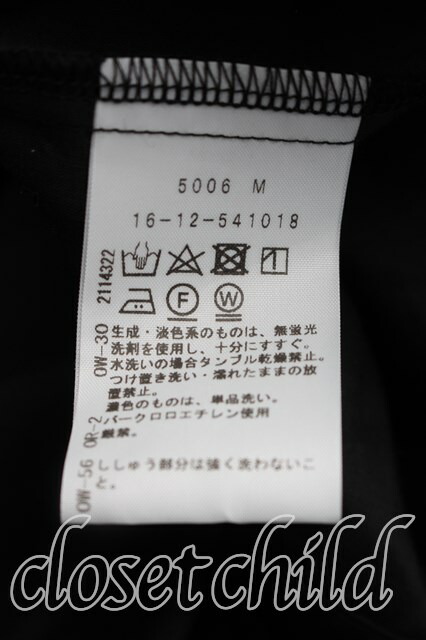 5006 M
16-12-541018
OW-30 2114322
F
W
生成・淡色系のものは、無蛍光
洗剤を使用し、十分にすすぐ。
水洗いの場合タンブル乾燥禁止。
つけ置き洗い・濡れたままの放
置禁止。
濃色のものは、単品洗い。
パークロロエチレン使用
厳禁。
OW-56 OR-2
ししゅう部分は強く洗わないこ
と。
closet child